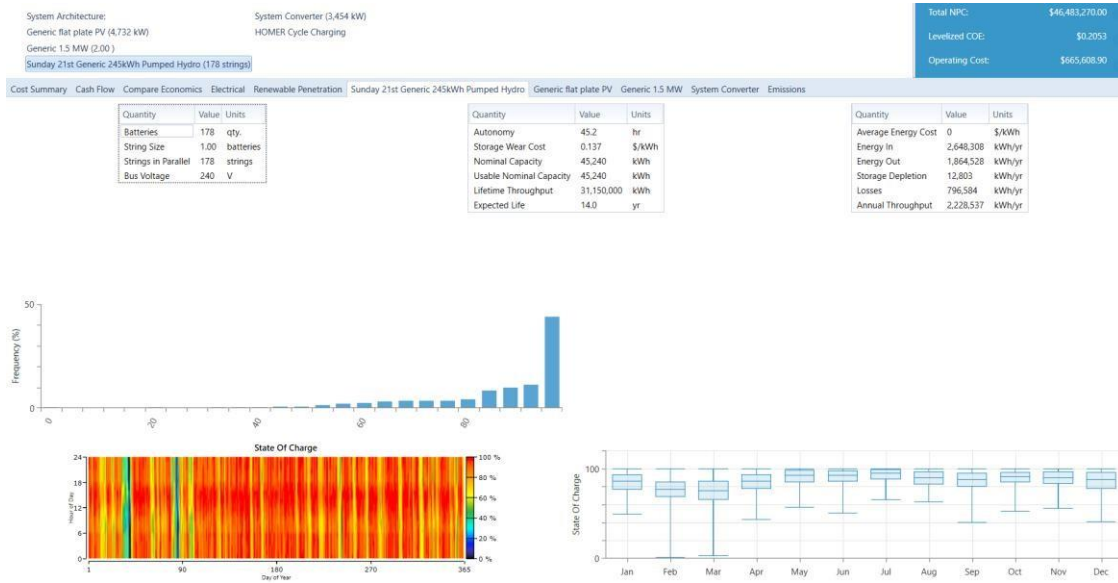 System Architecture:
System Converter (3,454 kW)
Generic flat plate PV (4,732 kW)
HOMER Cycle Charging
Generic 1.5 MW (2.00 )
Sunday 21st Generic 245kWh Pumped Hydro (178 strings)
Total NPC: $46,483,270.00
Levelized COE: $0.2053
Operating Cost: $665,608.90
Cost Summary Cash Flow Compare Economics Electrical Renewable Penetration Sunday 21st Generic 245kWh Pumped Hydro Generic flat plate PV Generic 1.5 MW System Converter Emissions
Quantity Value Units
Batteries 178 qty.
String Size 1.00 batteries
Strings in Parallel 178 strings
Bus Voltage 240 V
Quantity Value Units
Autonomy 45.2 hr
Storage Wear Cost 0.137 $/kWh
Nominal Capacity 45,240 kWh
Usable Nominal Capacity 45,240 kWh
Lifetime Throughput 31,150,000 kWh
Expected Life 14.0 yr
Quantity Value Units
Average Energy Cost 0 $/kWh
Energy In 2,648,308 kWh/yr
Energy Out 1,864,528 kWh/yr
Storage Depletion 12,803 kWh/yr
Losses 796,584 kWh/yr
Annual Throughput 2,228,537 kWh/yr
Frequency (%)
50
0
0 20 40 60 80
State Of Charge
Hour of Day
24
18
12
6
0
1 90 180 270 365
Day of Year
100 %
80 %
60 %
40 %
20 %
0 %
State Of Charge
100
0
Jan Feb Mar Apr May Jun Jul Aug Sep Oct Nov Dec